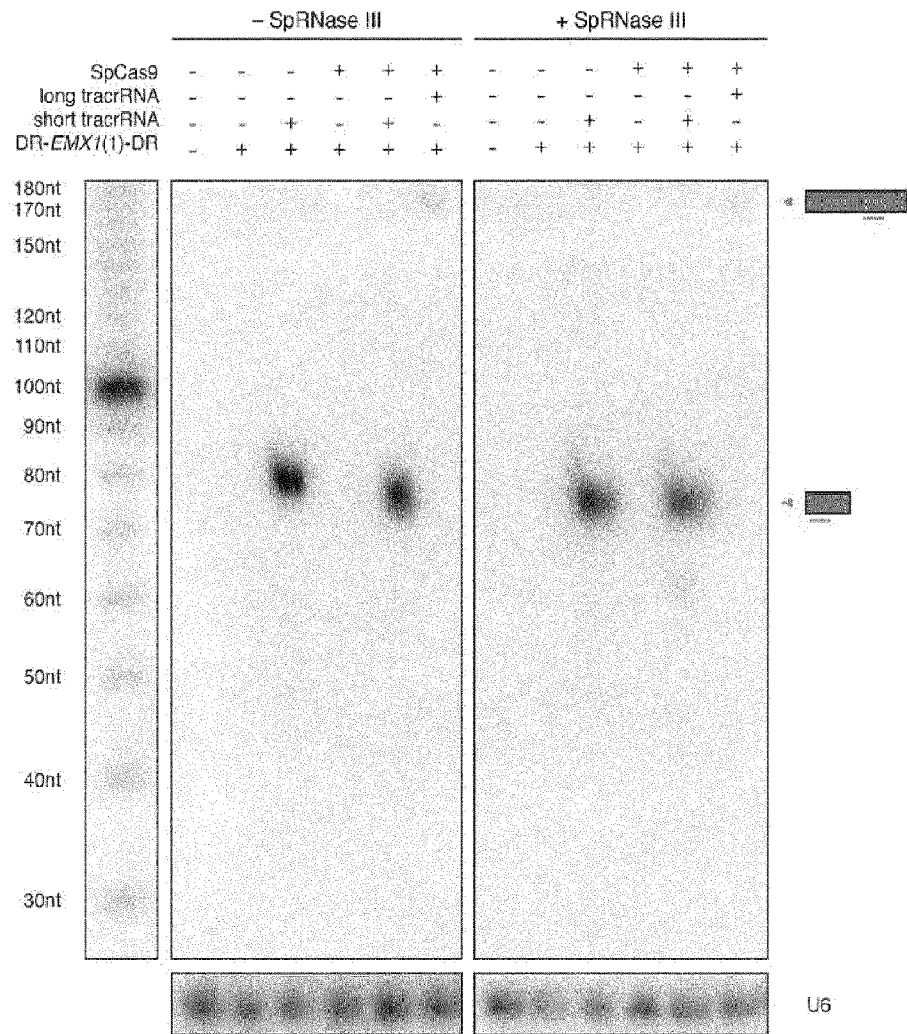 – SpRNase III + SpRNase III
SpCas9 - - - + + + - - - + + +
long tracrRNA - - - - - + - - - - - +
short tracrRNA - - + - + - - - + - + -
DR-EMX1(1)-DR - + + + + + - + + + + +
180nt
170nt
150nt
120nt
110nt
100nt
90nt
80nt
70nt
60nt
50nt
40nt
30nt
U6